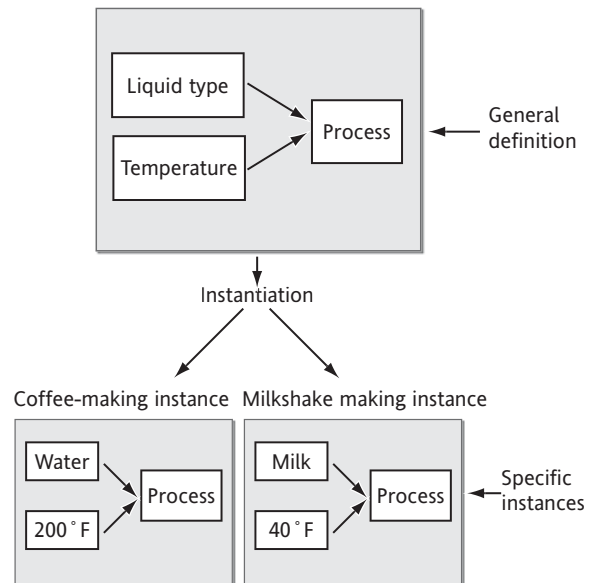 Liquid type
Temperature
Process
General
definition
Instantiation
Coffee-making instance
Milkshake making instance
Water
200°F
Process
Milk
40°F
Process
Specific
instances